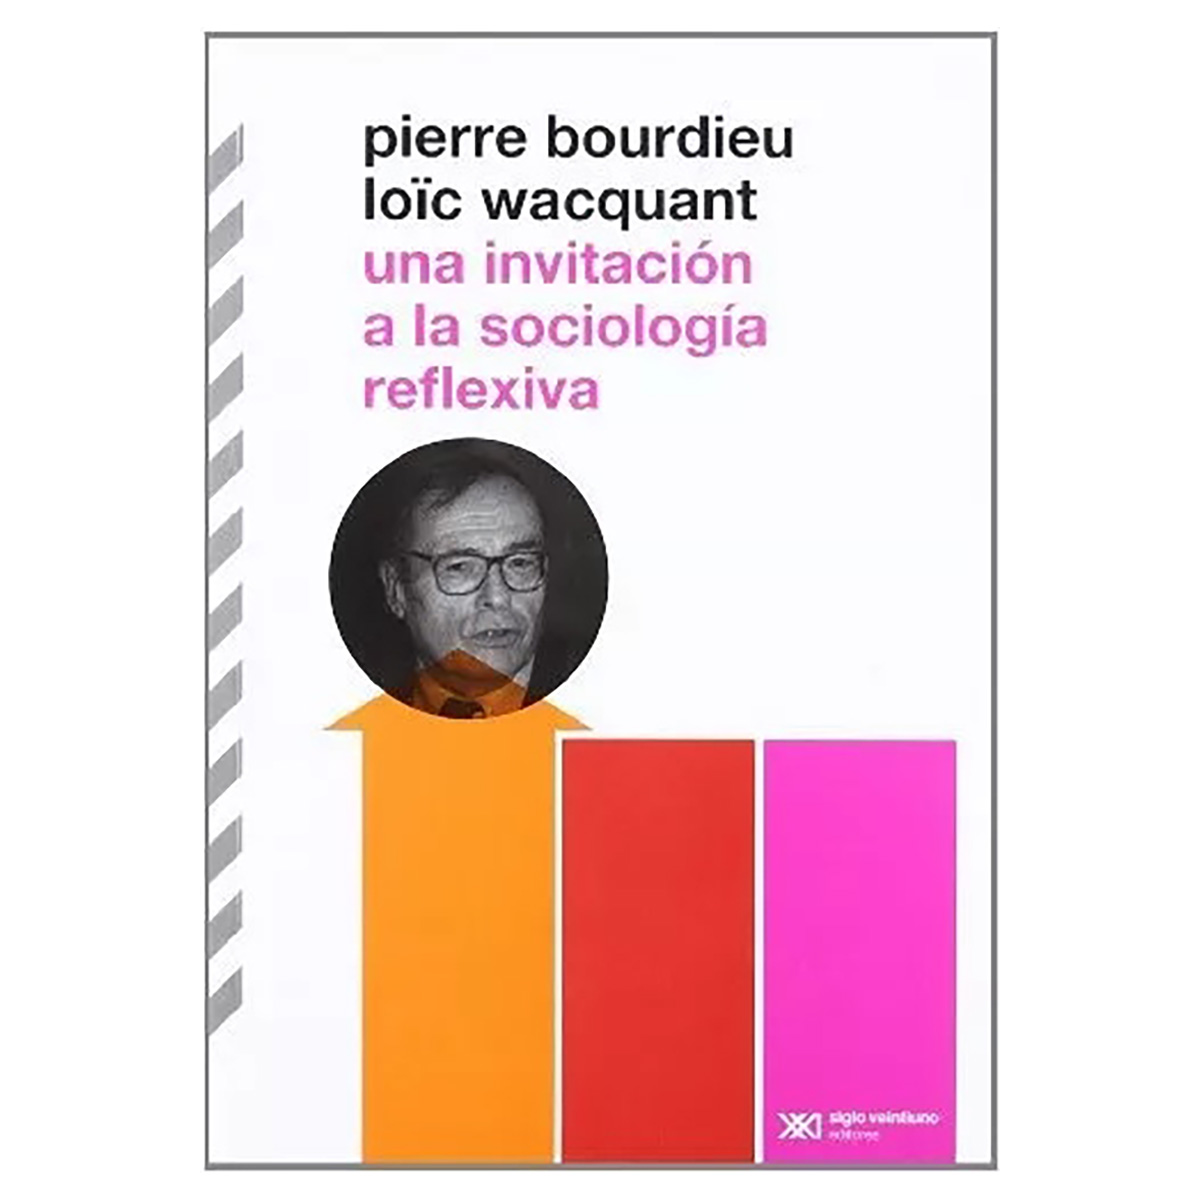 pierre bourdieu
loïc wacquant
una invitación
a la sociología
reflexiva
siglo veintiuno
editores